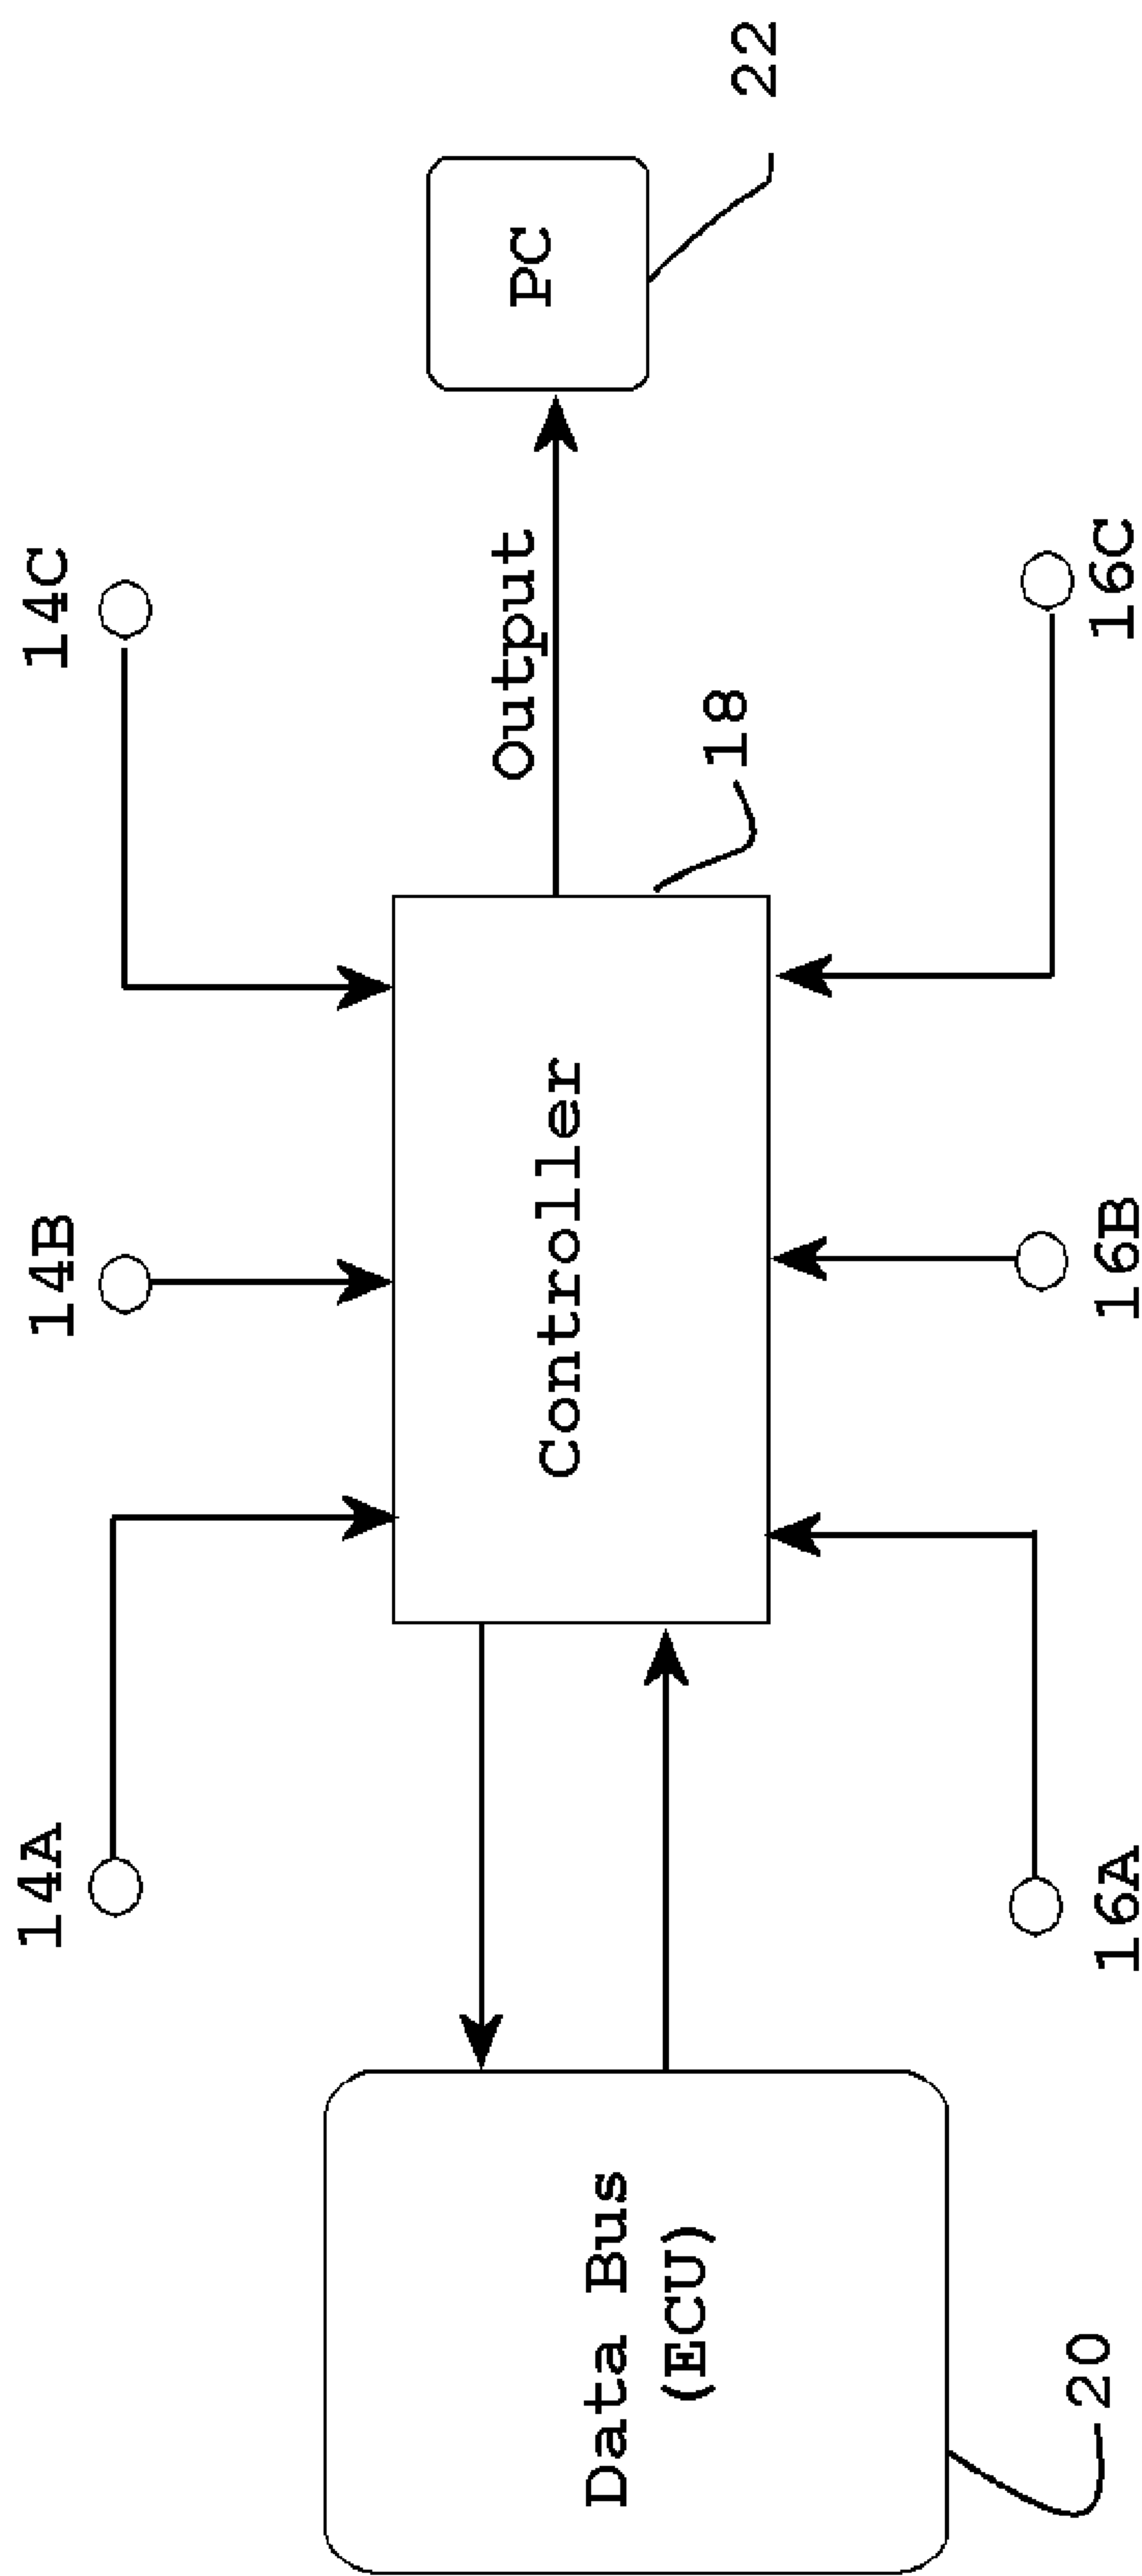 14A
14B
14C
Data Bus
(ECU)
Controller
Output
PC
20
18
22
16A
16B
16C